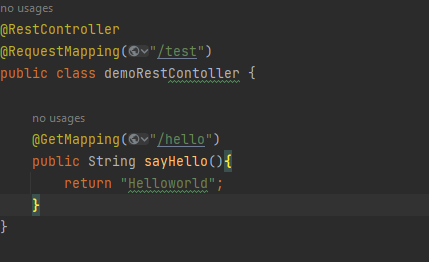 no usages
@RestController
@RequestMapping("/test")
public class demoRestContoller {
no usages
@GetMapping("/hello")
public String sayHello(){
return "Helloworld";
}
}